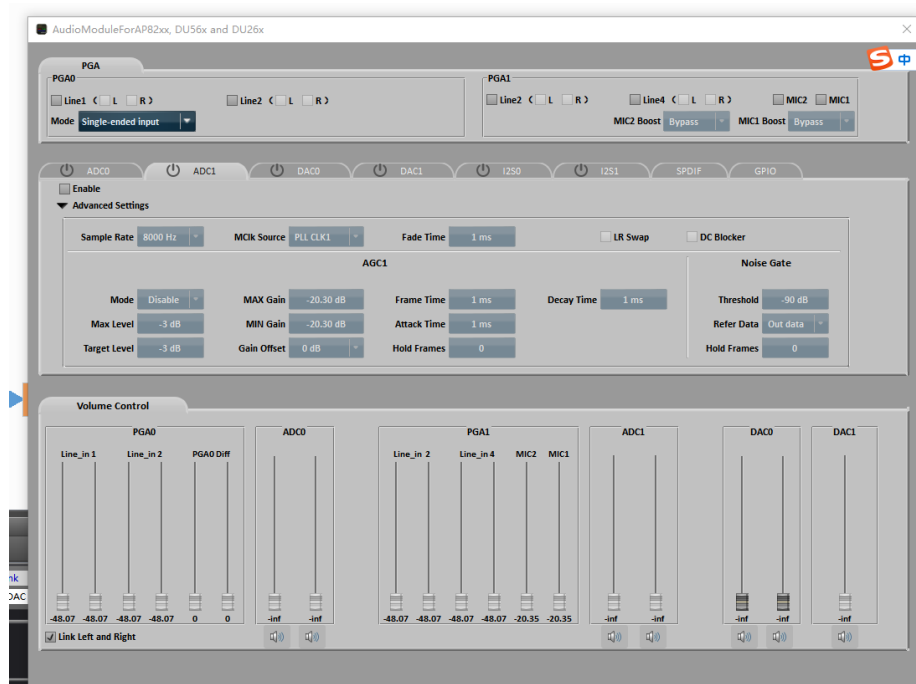 AudioModuleForAP82xx, DU56x and DU26x
S 中
PGA
PGA0
Line1 ( L R )
Line2 ( L R )
Mode Single-ended input
PGA1
Line2 ( L R )
Line4 ( L R )
MIC2 MIC1
MIC2 Boost Bypass MIC1 Boost Bypass
ADC0 ADC1 DAC0 DAC1 I2S0 I2S1 SPDIF GPIO
Enable
Advanced Settings
Sample Rate 8000 Hz MClk Source PLL CLK1 Fade Time 1 ms LR Swap DC Blocker
AGC1
Mode Disable MAX Gain -20.30 dB Frame Time 1 ms Decay Time 1 ms
Max Level -3 dB MIN Gain -20.30 dB Attack Time 1 ms
Target Level -3 dB Gain Offset 0 dB Hold Frames 0
Noise Gate
Threshold -90 dB
Refer Data Out data
Hold Frames 0
Volume Control
PGA0
Line_in 1 Line_in 2 PGA0 Diff
-48.07 -48.07 -48.07 -48.07 0 0
ADC0
-inf -inf
PGA1
Line_in 2 Line_in 4 MIC2 MIC1
-48.07 -48.07 -48.07 -48.07 -20.35 -20.35
ADC1
-inf -inf
DAC0
-inf -inf
DAC1
-inf
Link Left and Right
nk
DAC